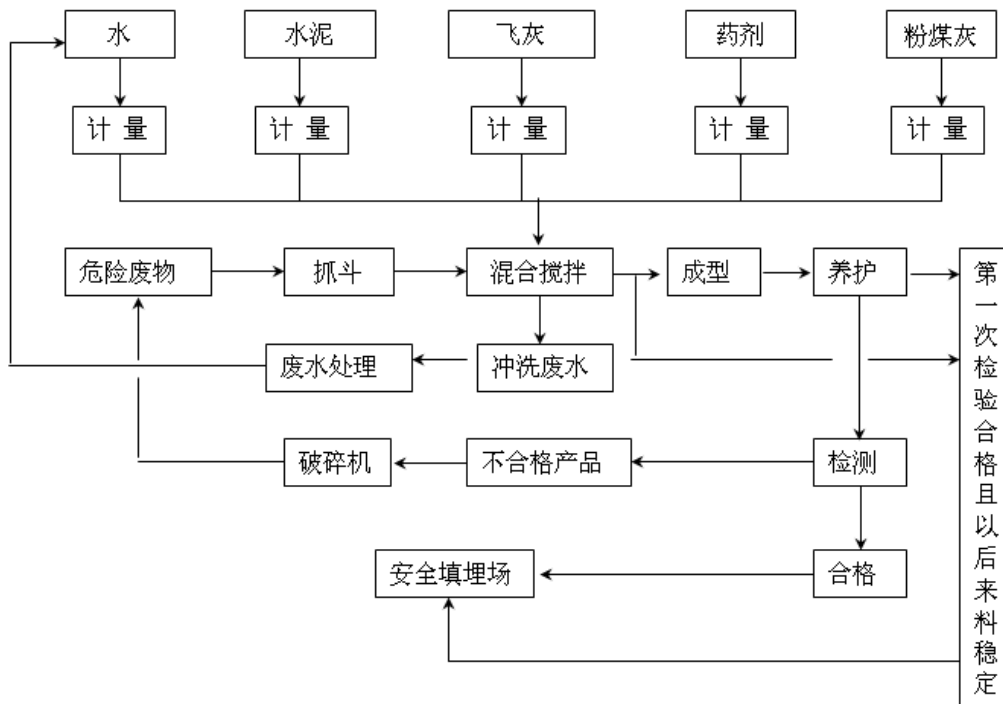 水
水泥
飞灰
药剂
粉煤灰
计 量
计 量
计 量
计 量
计 量
危险废物
抓斗
混合搅拌
成型
养护
第一次检验合格且以后来料稳定
废水处理
冲洗废水
破碎机
不合格产品
检测
安全填埋场
合格